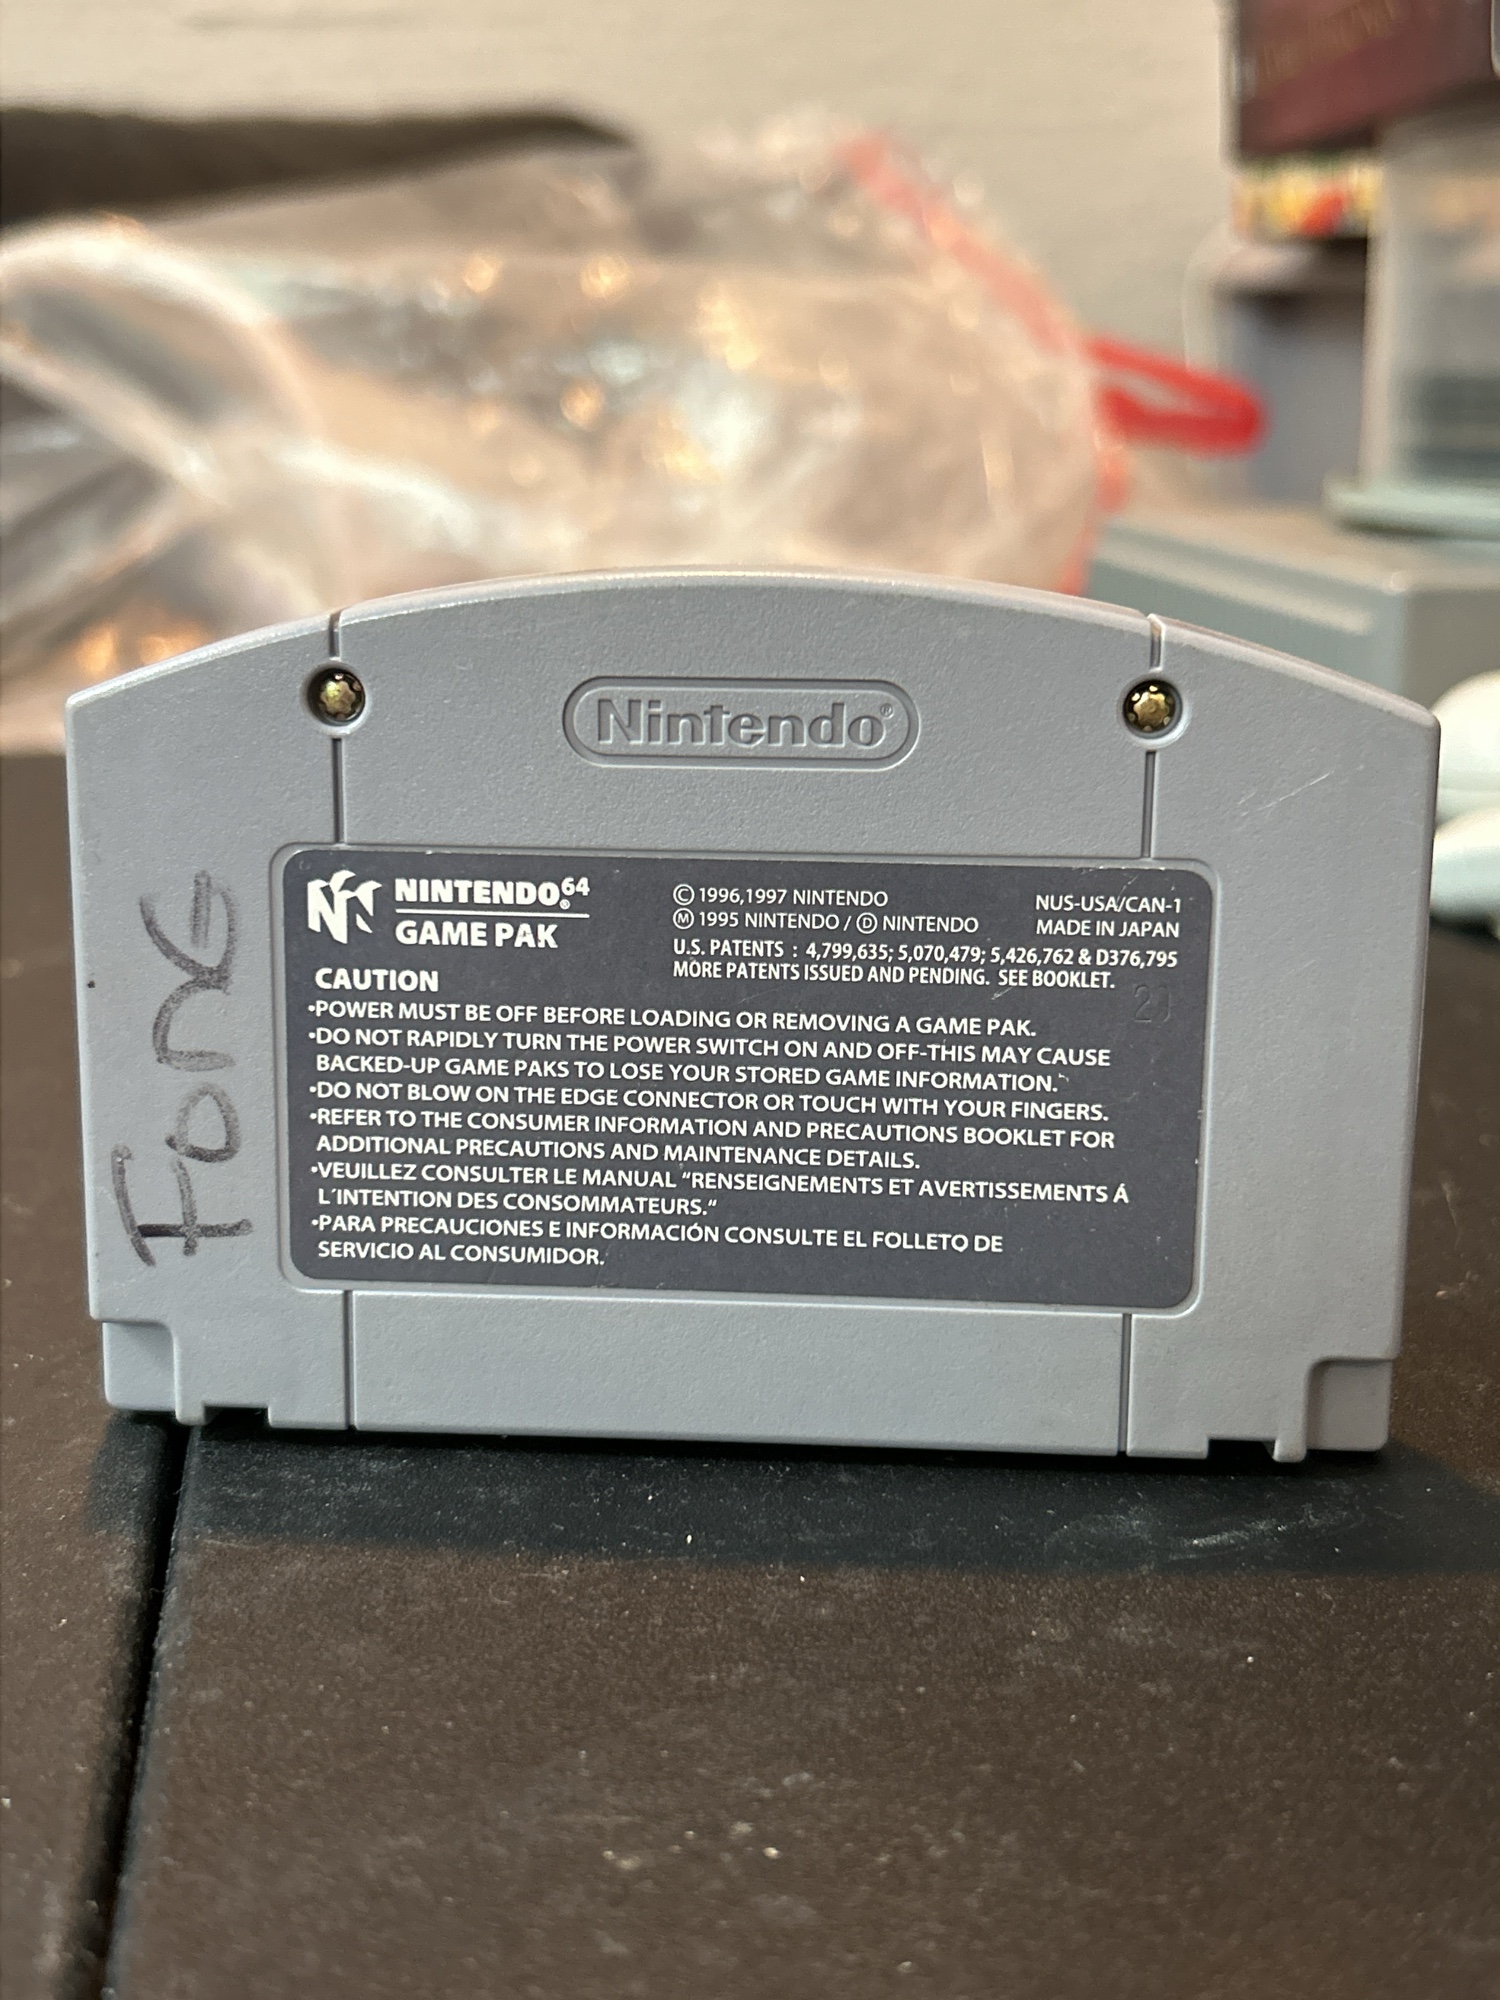 Nintendo®
Fong
NINTENDO⁶⁴®
GAME PAK
© 1996,1997 NINTENDO
Ⓜ 1995 NINTENDO / Ⓓ NINTENDO
NUS-USA/CAN-1
MADE IN JAPAN
U.S. PATENTS : 4,799,635; 5,070,479; 5,426,762 & D376,795
MORE PATENTS ISSUED AND PENDING. SEE BOOKLET.
CAUTION
•POWER MUST BE OFF BEFORE LOADING OR REMOVING A GAME PAK.
•DO NOT RAPIDLY TURN THE POWER SWITCH ON AND OFF-THIS MAY CAUSE
BACKED-UP GAME PAKS TO LOSE YOUR STORED GAME INFORMATION.
•DO NOT BLOW ON THE EDGE CONNECTOR OR TOUCH WITH YOUR FINGERS.
•REFER TO THE CONSUMER INFORMATION AND PRECAUTIONS BOOKLET FOR
ADDITIONAL PRECAUTIONS AND MAINTENANCE DETAILS.
•VEUILLEZ CONSULTER LE MANUAL "RENSEIGNEMENTS ET AVERTISSEMENTS Á
L'INTENTION DES CONSOMMATEURS."
•PARA PRECAUCIONES E INFORMACIÓN CONSULTE EL FOLLETO DE
SERVICIO AL CONSUMIDOR.